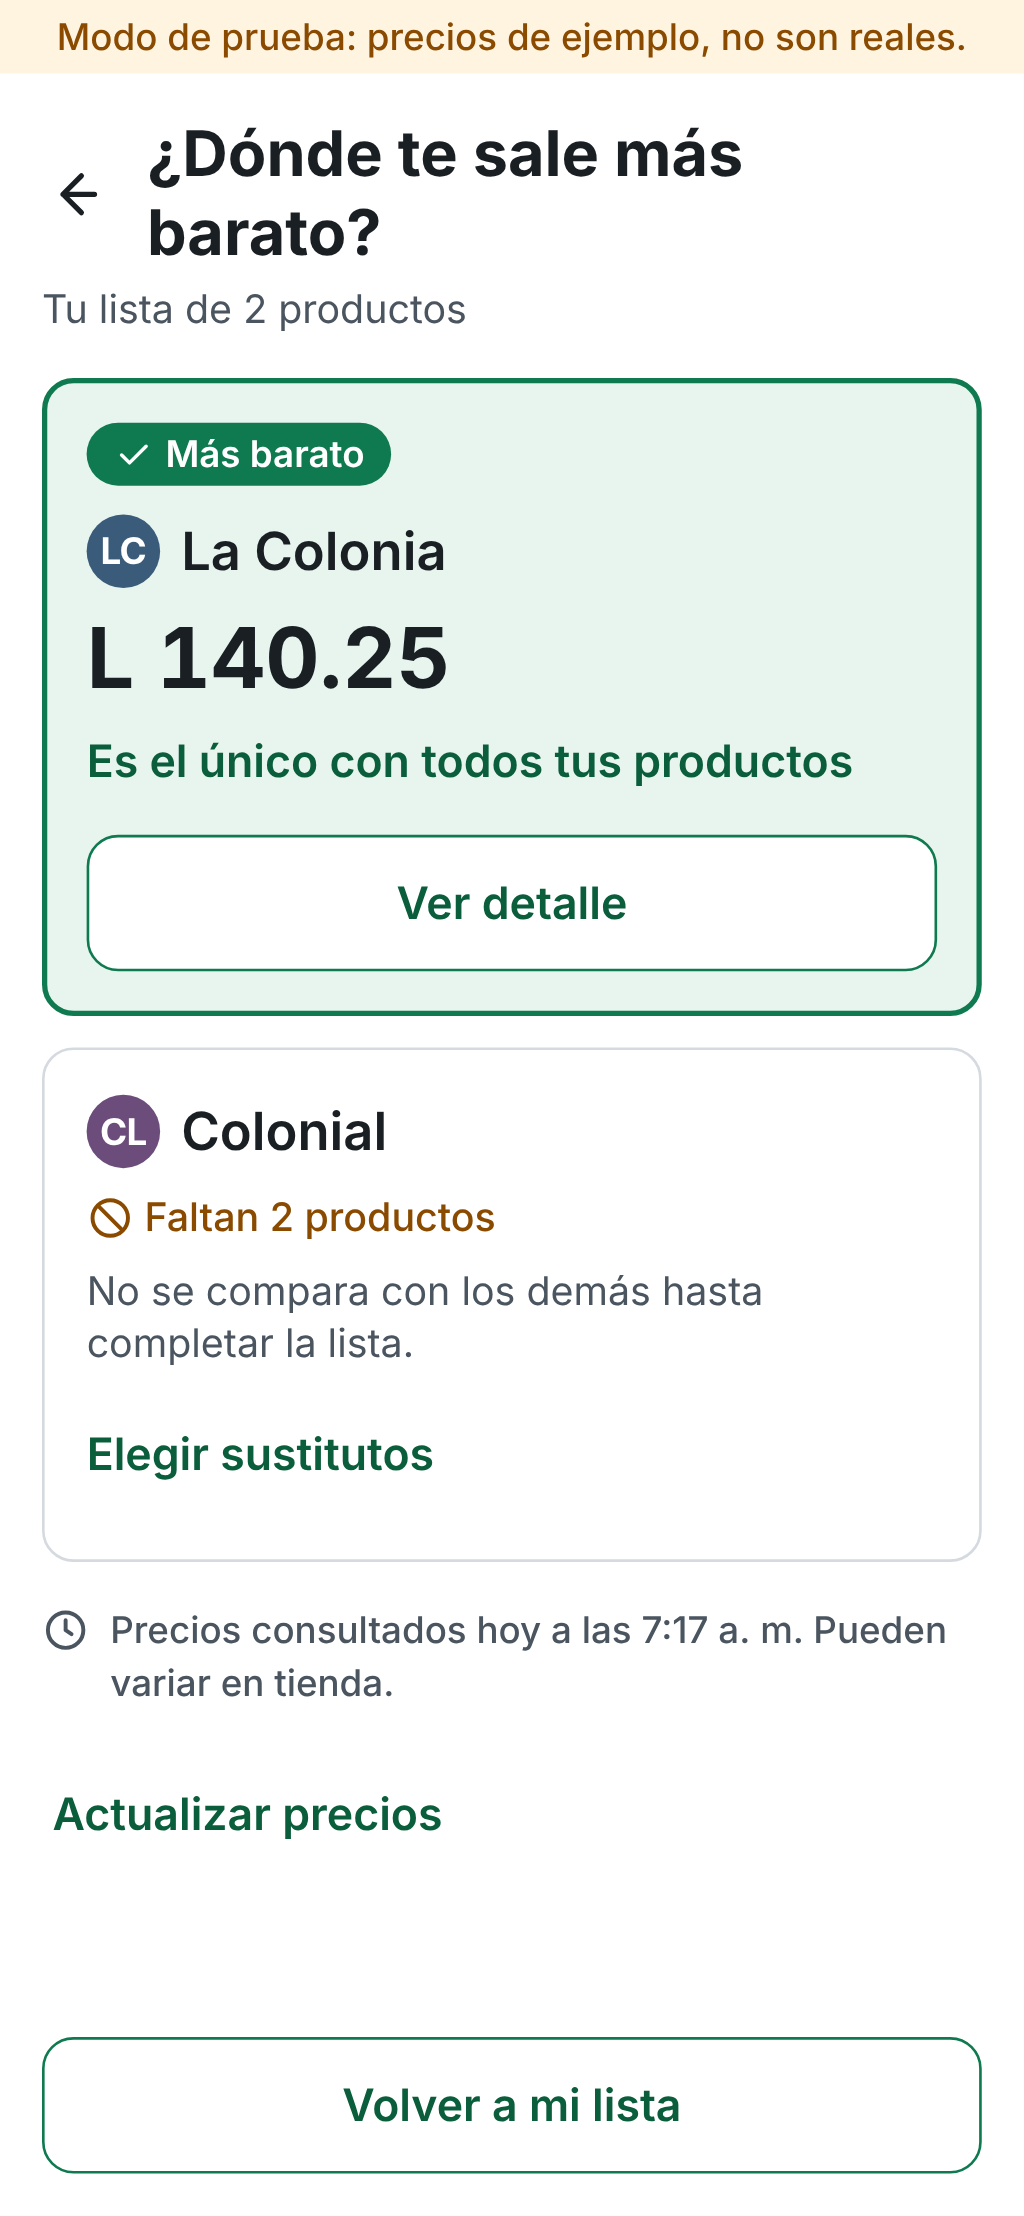 Modo de prueba: precios de ejemplo, no son reales.
¿Dónde te sale más
barato?
Tu lista de 2 productos
Más barato
LC La Colonia
L 140.25
Es el único con todos tus productos
Ver detalle
CL Colonial
Faltan 2 productos
No se compara con los demás hasta
completar la lista.
Elegir sustitutos
Precios consultados hoy a las 7:17 a. m. Pueden
variar en tienda.
Actualizar precios
Volver a mi lista